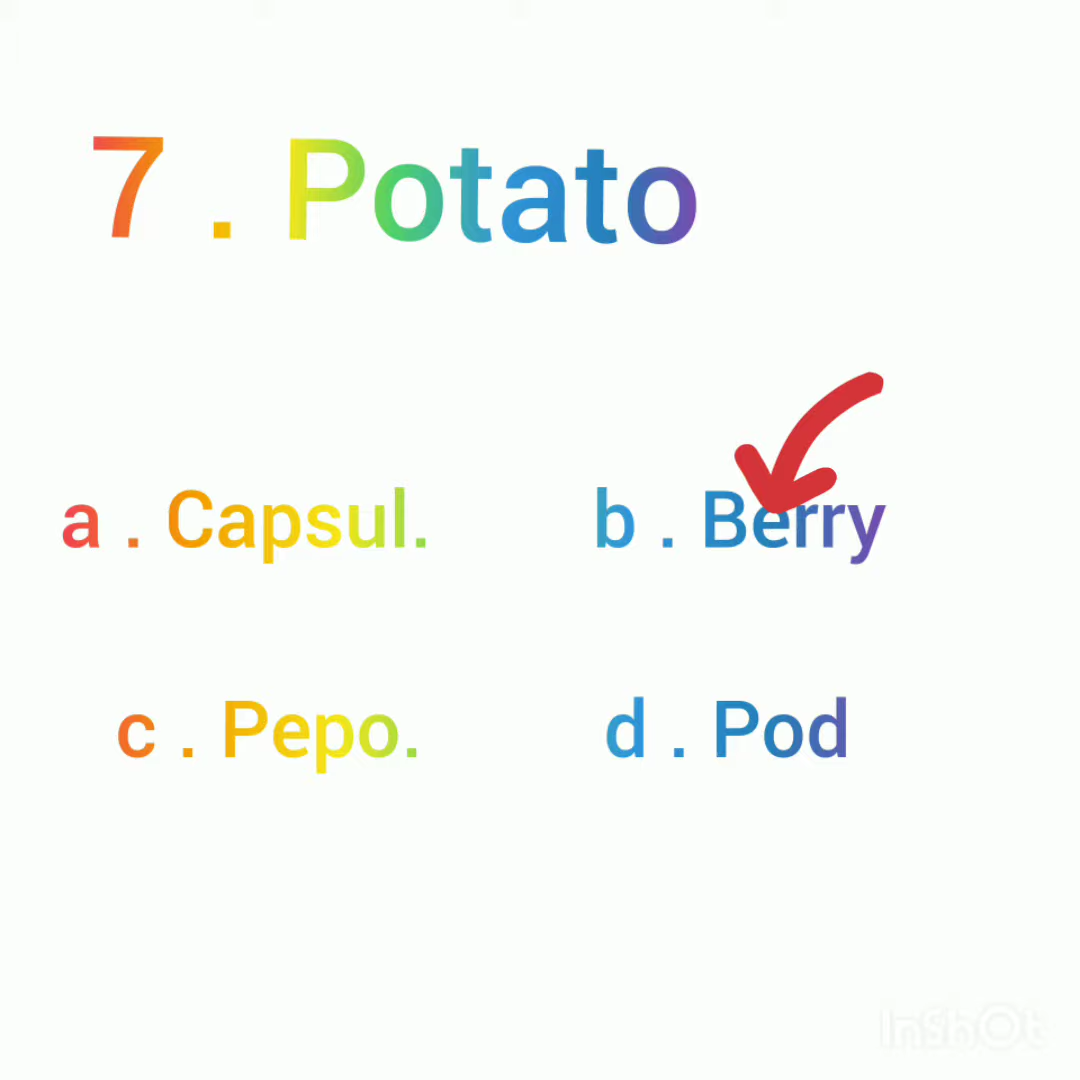 7 . Potato
a . Capsul. b . Berry
c . Pepo. d . Pod
InShOt